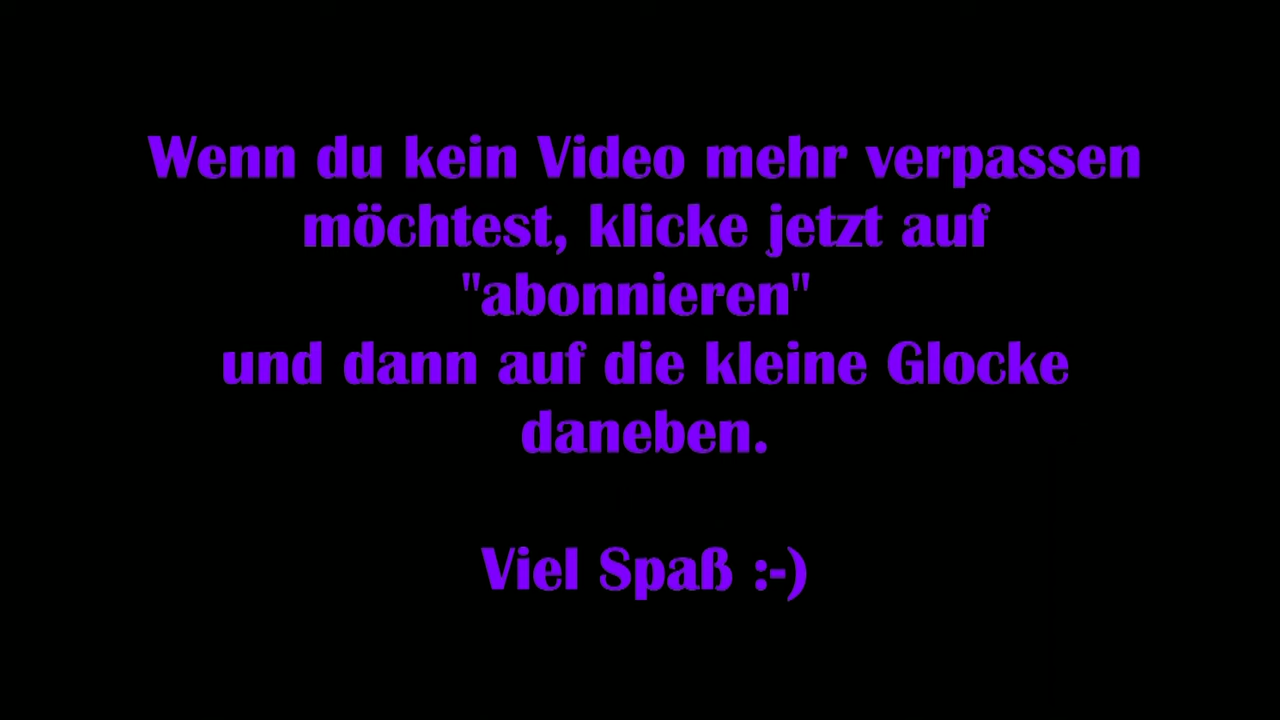 Wenn du kein Video mehr verpassen
möchtest, klicke jetzt auf
"abonnieren"
und dann auf die kleine Glocke
daneben.
Viel Spaß :-)